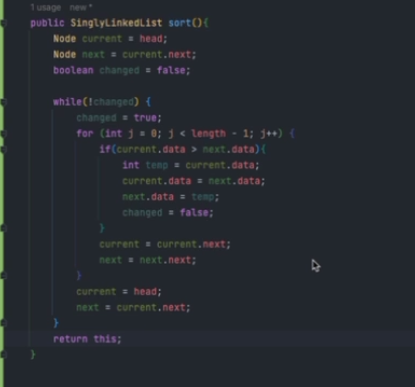 1 usage new *
public SinglyLinkedList sort(){
Node current = head;
Node next = current.next;
boolean changed = false;
while(!changed) {
changed = true;
for (int j = 0; j < length - 1; j++) {
if(current.data > next.data){
int temp = current.data;
current.data = next.data;
next.data = temp;
changed = false;
}
current = current.next;
next = next.next;
}
current = head;
next = current.next;
}
return this;
}